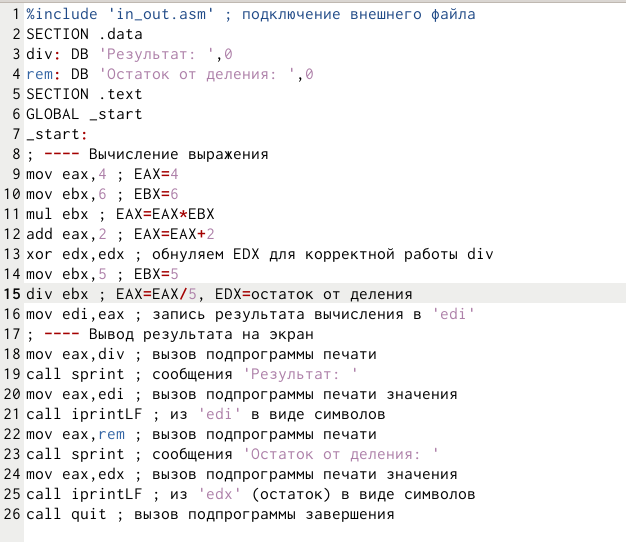 1 %include 'in_out.asm' ; подключение внешнего файла
2 SECTION .data
3 div: DB 'Результат: ',0
4 rem: DB 'Остаток от деления: ',0
5 SECTION .text
6 GLOBAL _start
7 _start:
8 ; ---- Вычисление выражения
9 mov eax,4 ; EAX=4
10 mov ebx,6 ; EBX=6
11 mul ebx ; EAX=EAX*EBX
12 add eax,2 ; EAX=EAX+2
13 xor edx,edx ; обнуляем EDX для корректной работы div
14 mov ebx,5 ; EBX=5
15 div ebx ; EAX=EAX/5, EDX=остаток от деления
16 mov edi,eax ; запись результата вычисления в 'edi'
17 ; ---- Вывод результата на экран
18 mov eax,div ; вызов подпрограммы печати
19 call sprint ; сообщения 'Результат: '
20 mov eax,edi ; вызов подпрограммы печати значения
21 call iprintLF ; из 'edi' в виде символов
22 mov eax,rem ; вызов подпрограммы печати
23 call sprint ; сообщения 'Остаток от деления: '
24 mov eax,edx ; вызов подпрограммы печати значения
25 call iprintLF ; из 'edx' (остаток) в виде символов
26 call quit ; вызов подпрограммы завершения